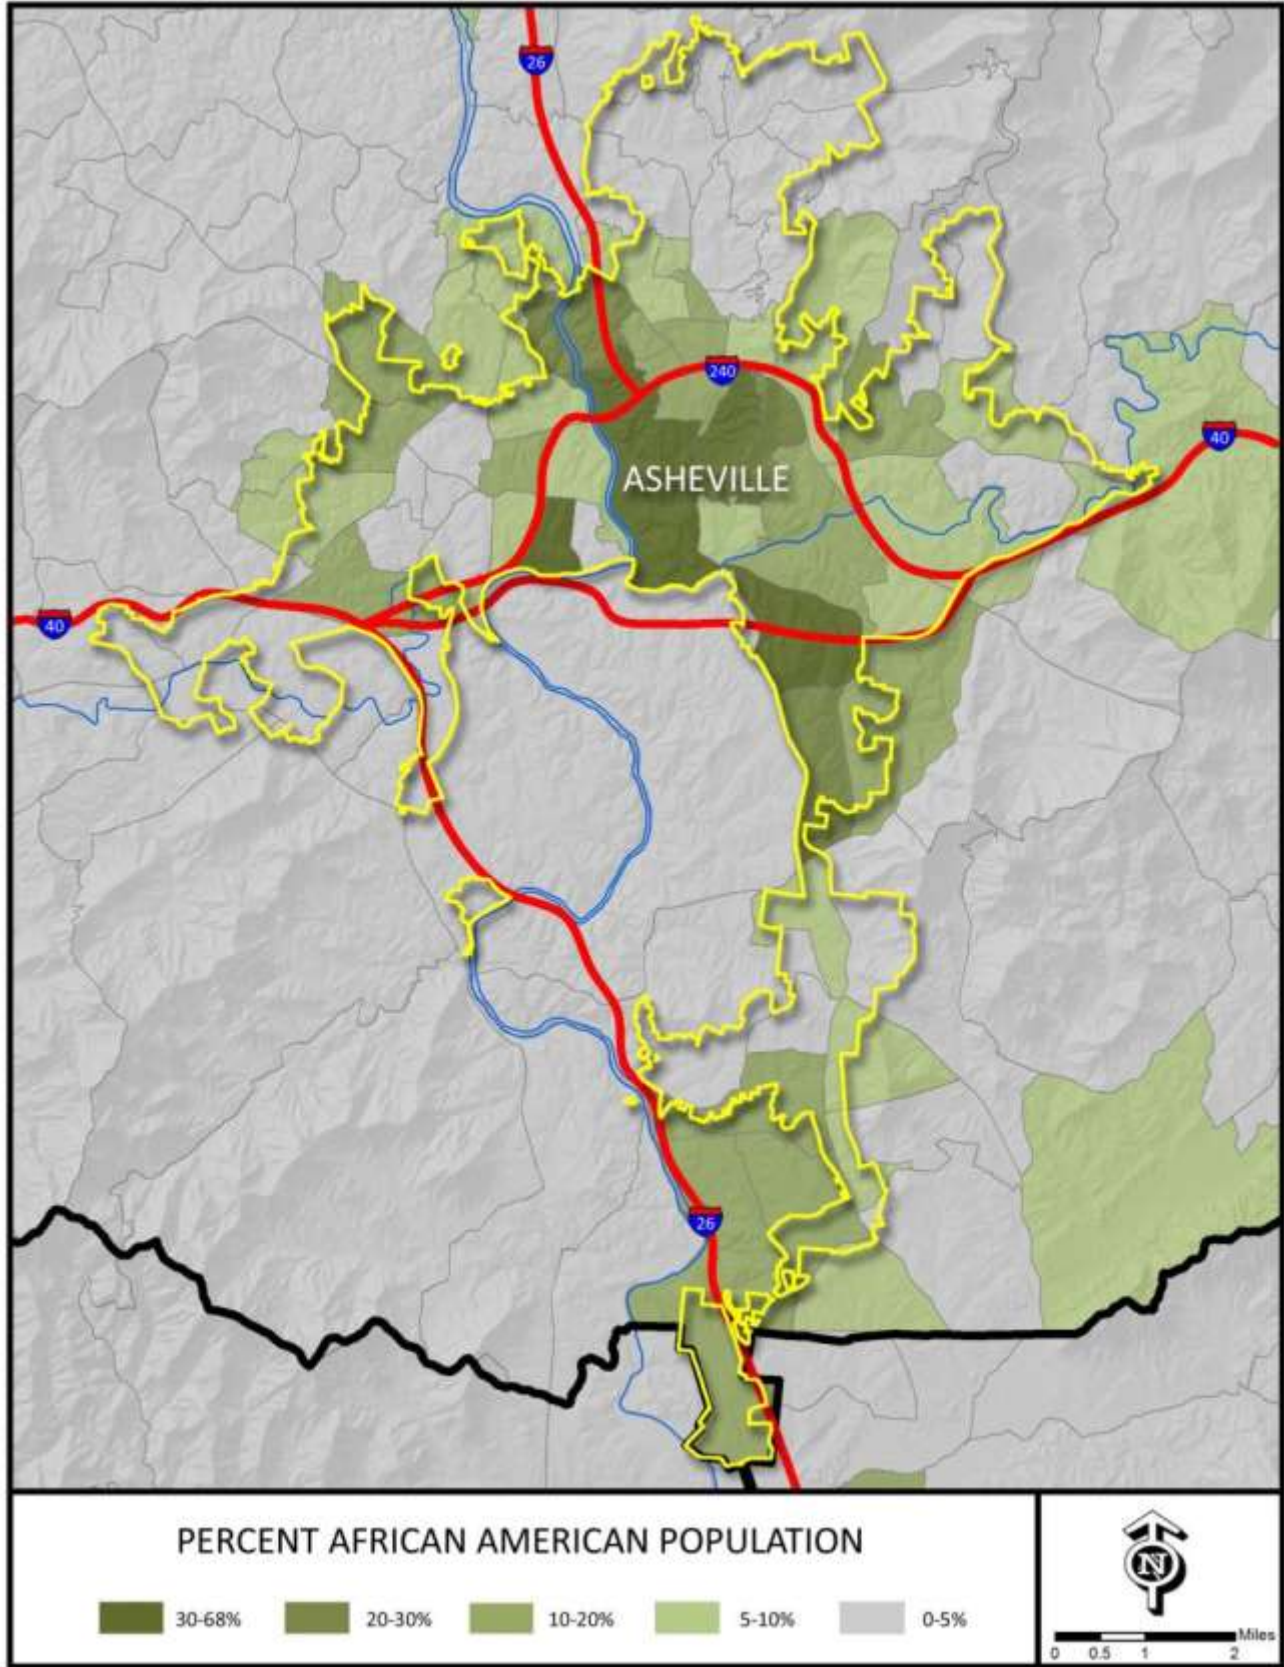 26
240
40
ASHEVILLE
40
26
PERCENT AFRICAN AMERICAN POPULATION
30-68% 20-30% 10-20% 5-10% 0-5%
N
Miles
0 0.5 1 2